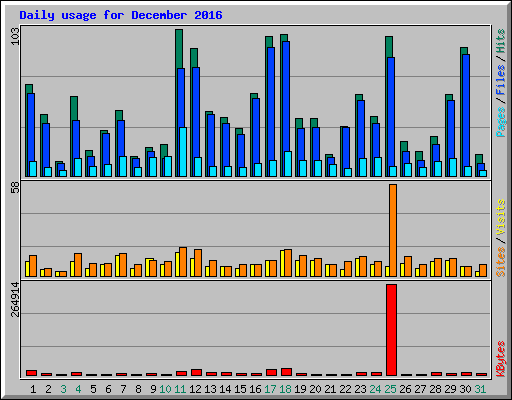 Daily usage for December 2016
103
Pages / Files / Hits
58
Sites / Visits
264914
KBytes
1 2 3 4 5 6 7 8 9 10 11 12 13 14 15 16 17 18 19 20 21 22 23 24 25 26 27 28 29 30 31